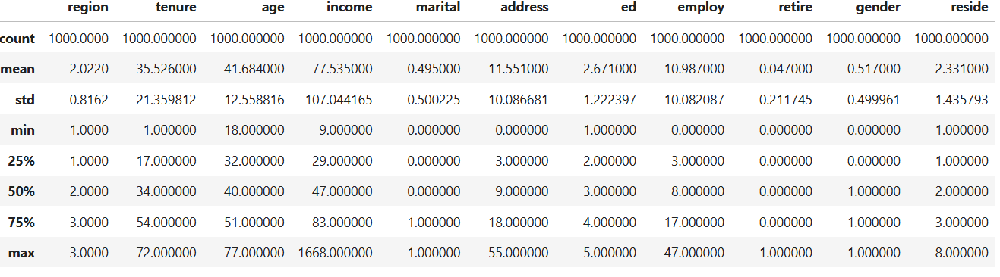 region tenure age income marital address ed employ retire gender reside
count 1000.0000 1000.000000 1000.000000 1000.000000 1000.000000 1000.000000 1000.000000 1000.000000 1000.000000 1000.000000 1000.000000
mean 2.0220 35.526000 41.684000 77.535000 0.495000 11.551000 2.671000 10.987000 0.047000 0.517000 2.331000
std 0.8162 21.359812 12.558816 107.044165 0.500225 10.086681 1.222397 10.082087 0.211745 0.499961 1.435793
min 1.0000 1.000000 18.000000 9.000000 0.000000 0.000000 1.000000 0.000000 0.000000 0.000000 1.000000
25% 1.0000 17.000000 32.000000 29.000000 0.000000 3.000000 2.000000 3.000000 0.000000 0.000000 1.000000
50% 2.0000 34.000000 40.000000 47.000000 0.000000 9.000000 3.000000 8.000000 0.000000 1.000000 2.000000
75% 3.0000 54.000000 51.000000 83.000000 1.000000 18.000000 4.000000 17.000000 0.000000 1.000000 3.000000
max 3.0000 72.000000 77.000000 1668.000000 1.000000 55.000000 5.000000 47.000000 1.000000 1.000000 8.000000